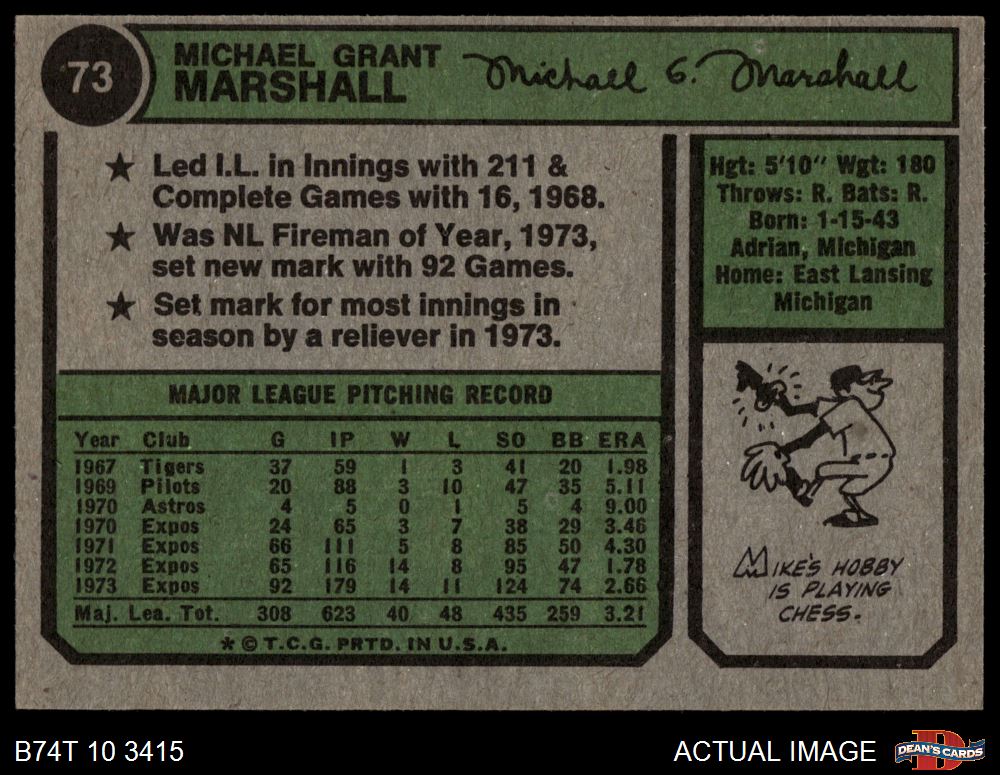 73
MICHAEL GRANT
MARSHALL
Michael G. Marshall
★ Led I.L. in Innings with 211 &
Complete Games with 16, 1968.
★ Was NL Fireman of Year, 1973,
set new mark with 92 Games.
★ Set mark for most innings in
season by a reliever in 1973.
Hgt: 5'10" Wgt: 180
Throws: R. Bats: R.
Born: 1-15-43
Adrian, Michigan
Home: East Lansing
Michigan
MAJOR LEAGUE PITCHING RECORD
Year Club G IP W L SO BB ERA
1967 Tigers 37 59 1 3 41 20 1.98
1969 Pilots 20 88 3 10 47 35 5.11
1970 Astros 4 5 0 1 5 4 9.00
1970 Expos 24 65 3 7 38 29 3.46
1971 Expos 66 111 5 8 85 50 4.30
1972 Expos 65 116 14 8 95 47 1.78
1973 Expos 92 179 14 11 124 74 2.66
Maj. Lea. Tot. 308 623 40 48 435 259 3.21
* © T.C.G. PRTD. IN U.S.A.
MIKE'S HOBBY
IS PLAYING
CHESS.
B74T 10 3415
ACTUAL IMAGE
D
DEAN'S CARDS